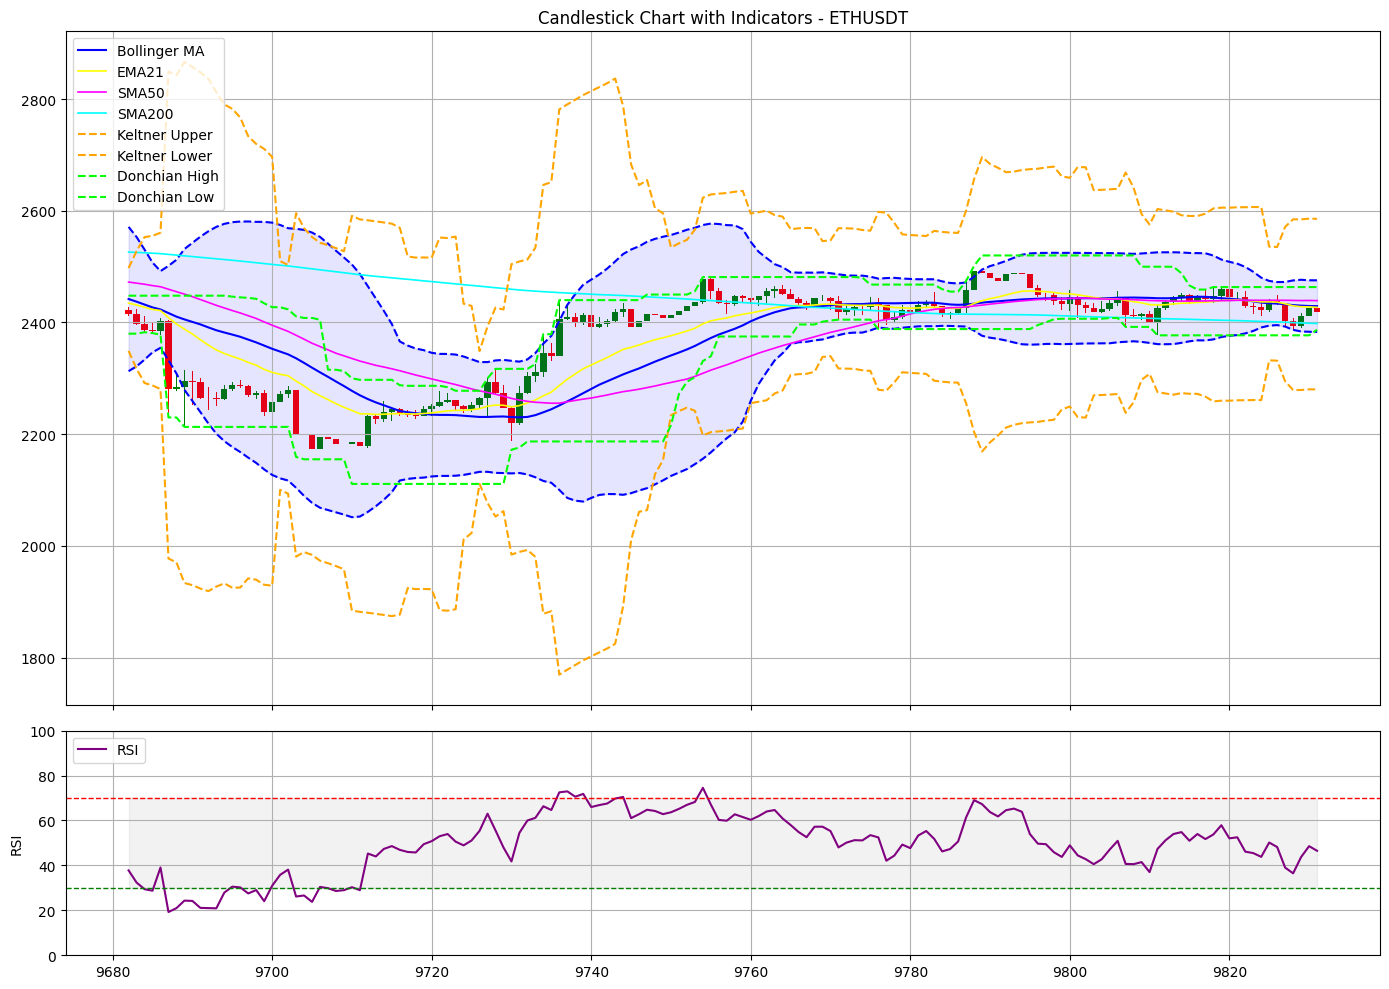 Candlestick Chart with Indicators - ETHUSDT
Bollinger MA
EMA21
SMA50
SMA200
Keltner Upper
Keltner Lower
Donchian High
Donchian Low
2800
2600
2400
2200
2000
1800
RSI
100
80
60
40
20
0
RSI
9680 9700 9720 9740 9760 9780 9800 9820